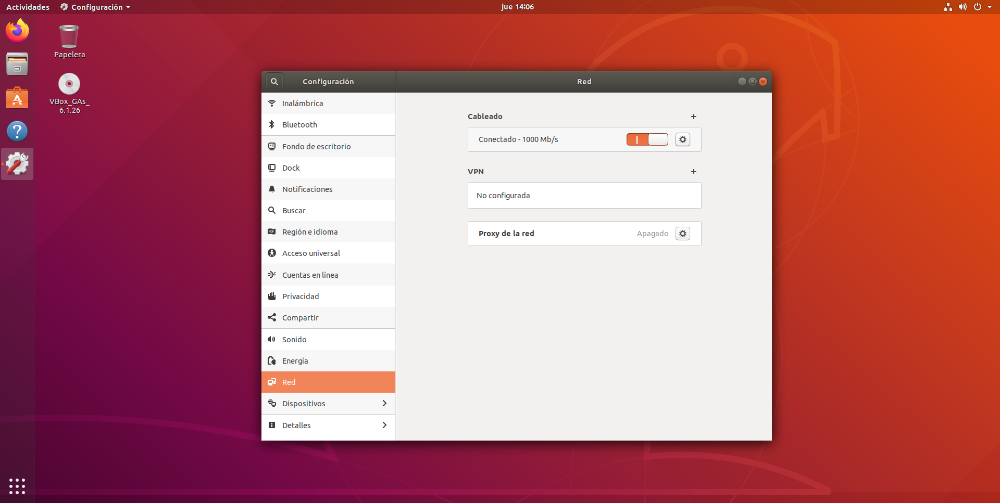 Actividades
Configuración
jue 14:06
Papelera
VBox_GAs_
6.1.26
Configuración
Red
Inalámbrica
Bluetooth
Fondo de escritorio
Dock
Notificaciones
Buscar
Región e idioma
Acceso universal
Cuentas en línea
Privacidad
Compartir
Sonido
Energía
Red
Dispositivos
Detalles
Cableado
Conectado - 1000 Mb/s
VPN
No configurada
Proxy de la red Apagado